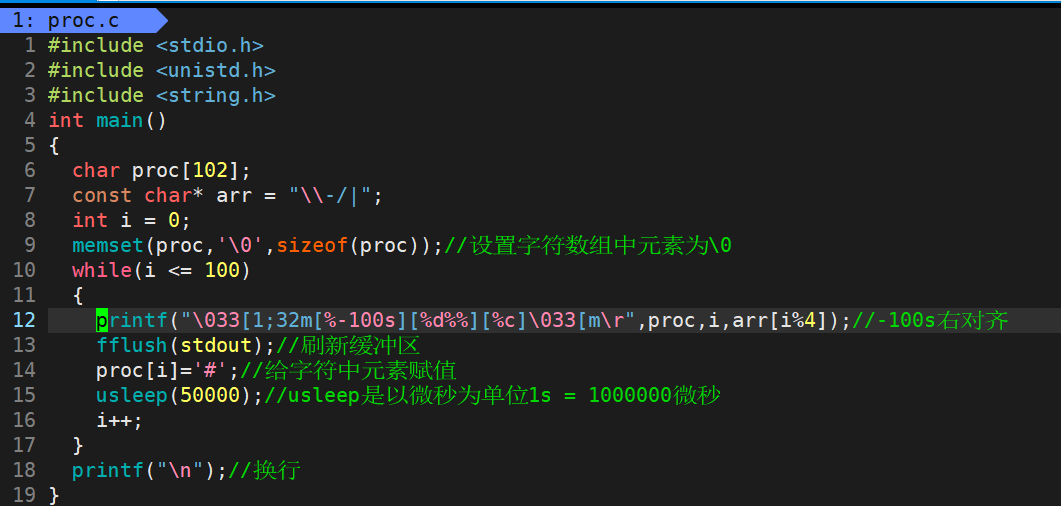 1: proc.c
1 #include <stdio.h>
2 #include <unistd.h>
3 #include <string.h>
4 int main()
5 {
6   char proc[102];
7   const char* arr = "\\-/|";
8   int i = 0;
9   memset(proc,'\0',sizeof(proc));//设置字符数组中元素为\0
10   while(i <= 100)
11   {
12     printf("\033[1;32m[%-100s][%d%%][%c]\033[m\r",proc,i,arr[i%4]);//-100s右对齐
13     fflush(stdout);//刷新缓冲区
14     proc[i]='#';//给字符中元素赋值
15     usleep(50000);//usleep是以微秒为单位1s = 1000000微秒
16     i++;
17   }
18   printf("\n");//换行
19 }